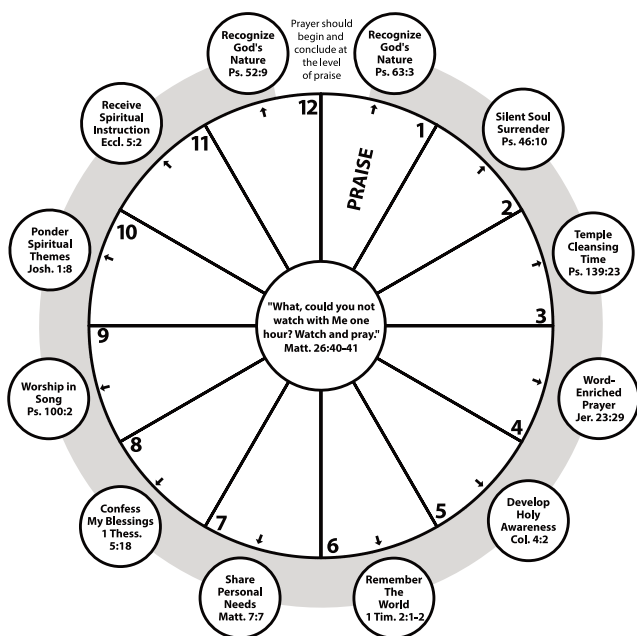 Prayer should
begin and
conclude at
the level
of praise
Recognize
God's
Nature
Ps. 63:3
Silent Soul
Surrender
Ps. 46:10
Temple
Cleansing
Time
Ps. 139:23
Word-
Enriched
Prayer
Jer. 23:29
Develop
Holy
Awareness
Col. 4:2
Remember
The
World
1 Tim. 2:1-2
Share
Personal
Needs
Matt. 7:7
Confess
My Blessings
1 Thess.
5:18
Worship in
Song
Ps. 100:2
Ponder
Spiritual
Themes
Josh. 1:8
Receive
Spiritual
Instruction
Eccl. 5:2
Recognize
God's
Nature
Ps. 52:9
12
1
2
3
4
5
6
7
8
9
10
11
PRAISE
"What, could you not
watch with Me one
hour? Watch and pray."
Matt. 26:40–41